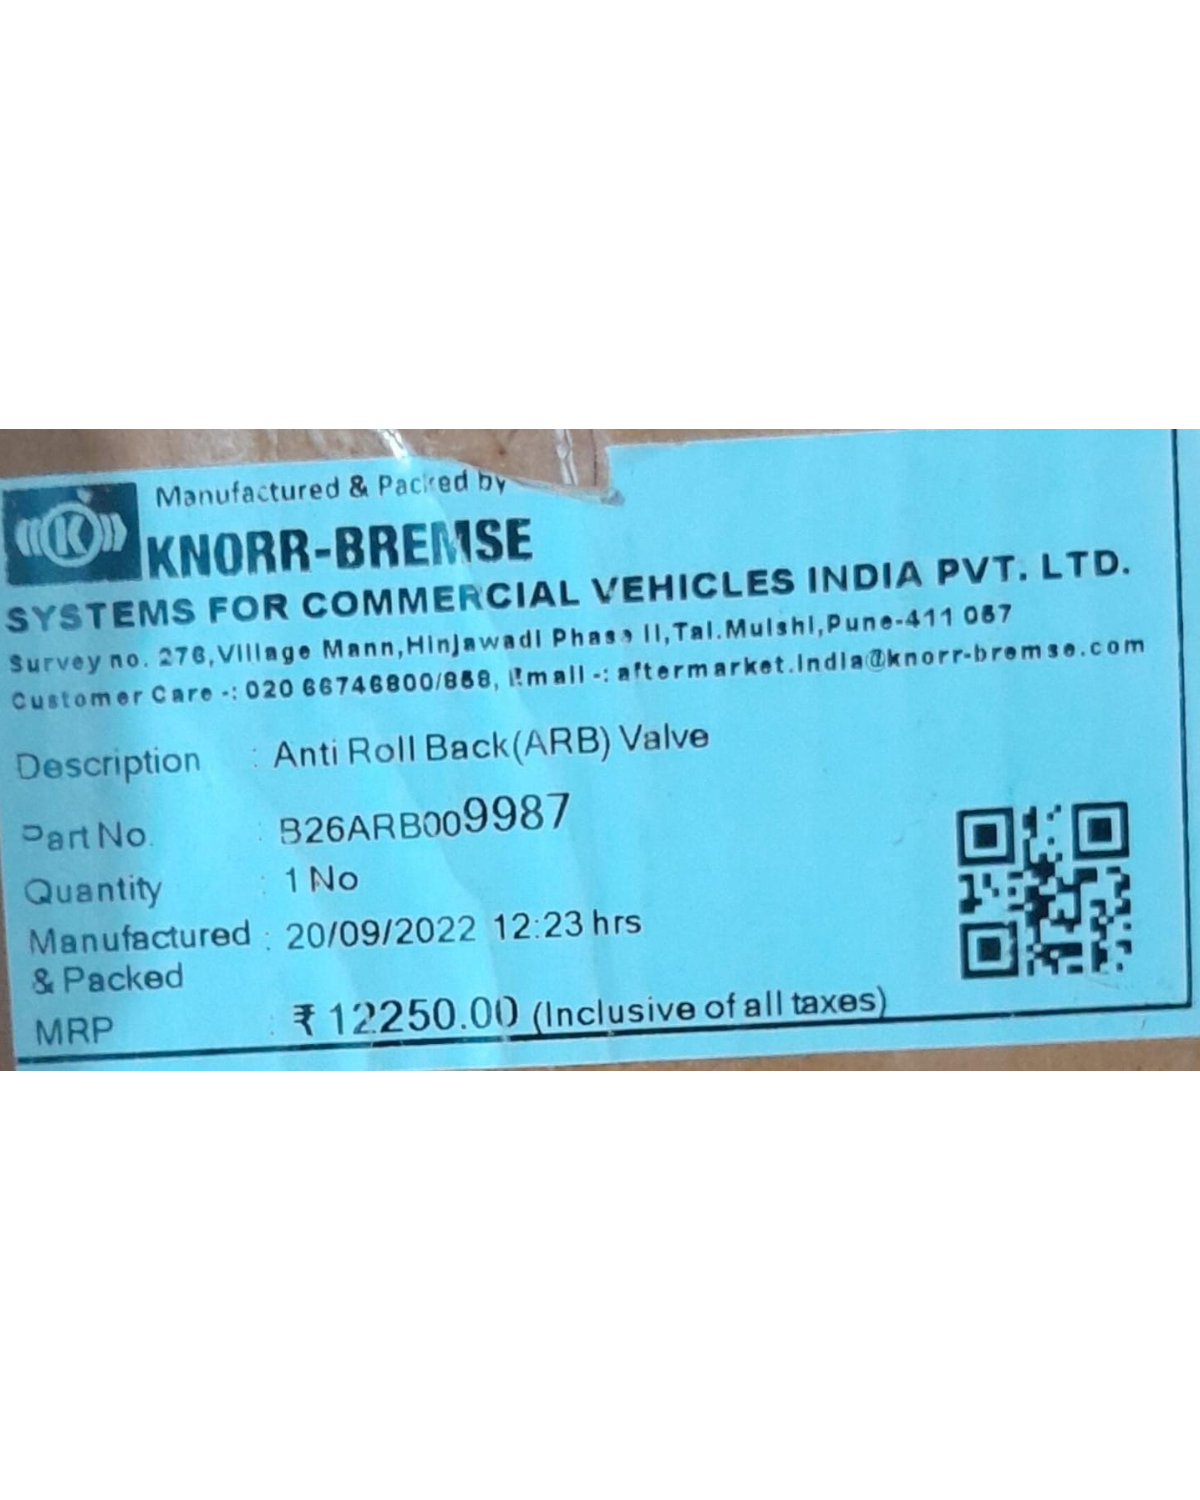 Manufactured & Packed by
K
KNORR-BREMSE
SYSTEMS FOR COMMERCIAL VEHICLES INDIA PVT. LTD.
Survey no. 276,Village Mann,Hinjawadi Phase II,Tal.Mulshi,Pune-411 057
Customer Care -: 020 66746800/858, Email -: aftermarket.india@knorr-bremse.com
Description : Anti Roll Back(ARB) Valve
Part No. : B26ARB009987
Quantity : 1 No
Manufactured : 20/09/2022 12:23 hrs
& Packed
MRP : ₹ 12250.00 (Inclusive of all taxes)